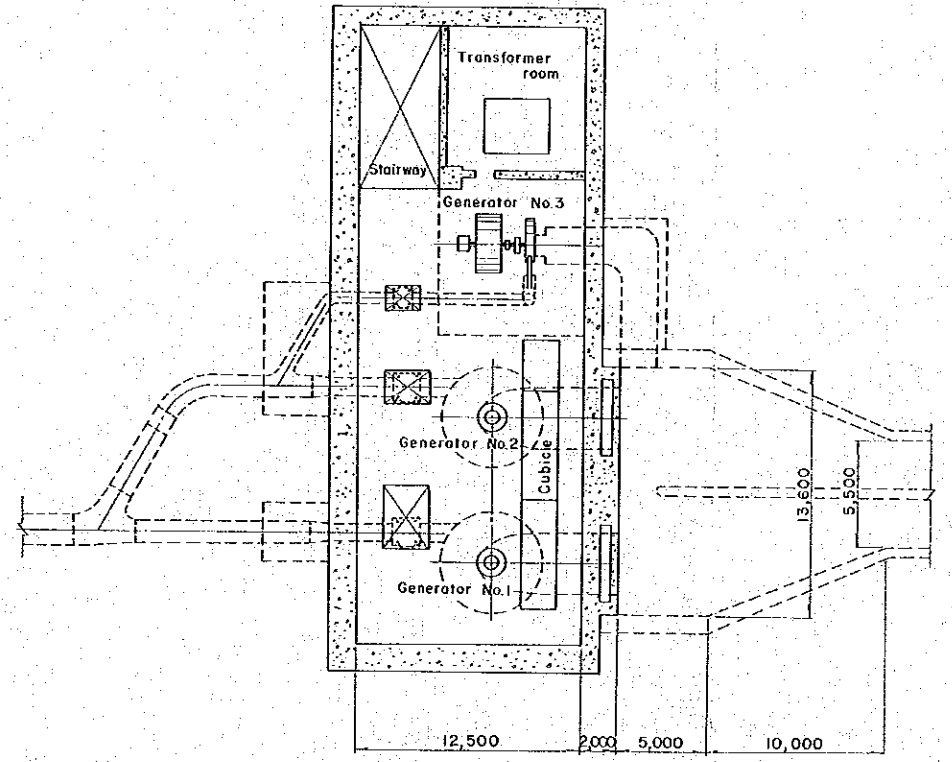 Transformer
room
Stairway
Generator No.3
Generator No.2
Cubicle
Generator No.1
13,600
5,500
12,500
2,000
5,000
10,000